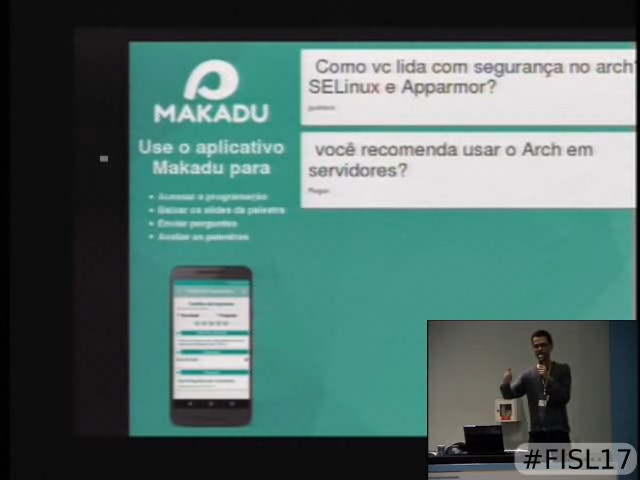 MAKADU
Use o aplicativo
Makadu para
• Acessar a programação
• Baixar os slides da palestra
• Enviar perguntas
• Avaliar as palestras
Como vc lida com segurança no arch
SELinux e Apparmor?
você recomenda usar o Arch em
servidores?
#FISL17